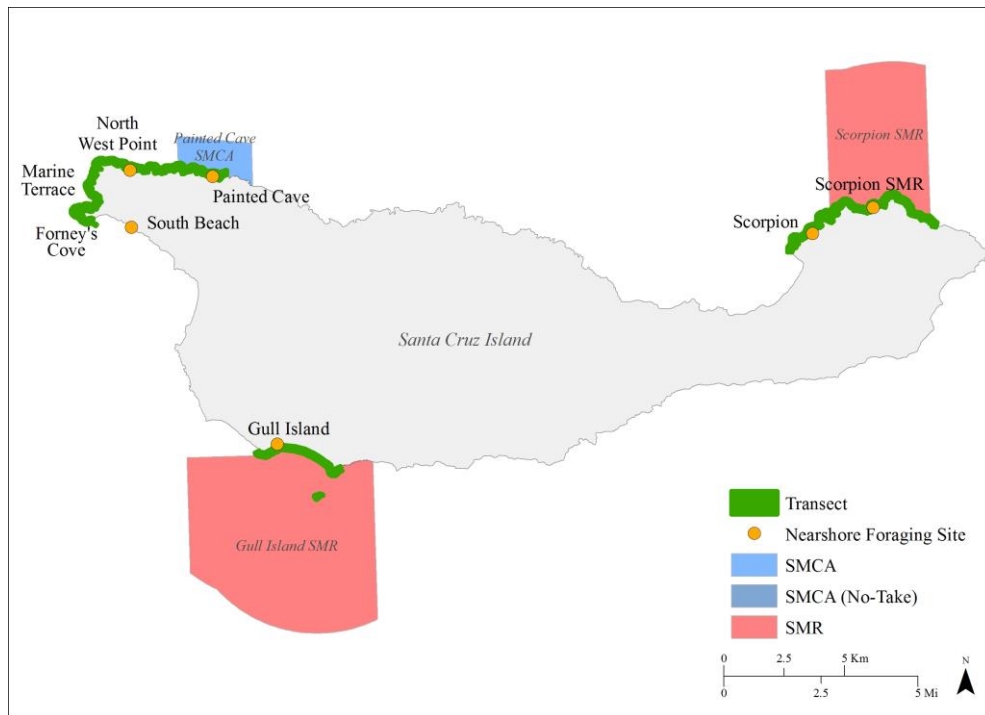 North
West Point
Painted Cave
SMCA
Marine
Terrace
Painted Cave
Forney's
Cove
South Beach
Scorpion SMR
Scorpion SMR
Scorpion
Santa Cruz Island
Gull Island
Gull Island SMR
Transect
Nearshore Foraging Site
SMCA
SMCA (No-Take)
SMR
0 2.5 5 Km
0 2.5 5 Mi
N